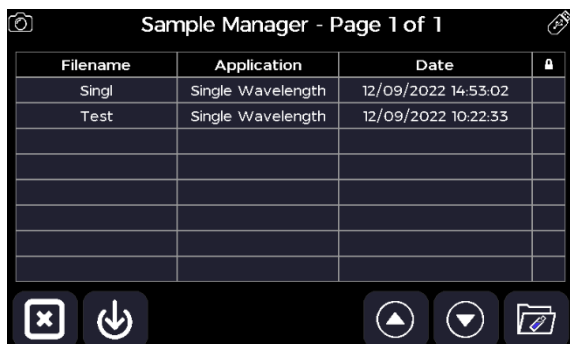 Sample Manager - Page 1 of 1
Filename Application Date
Singl Single Wavelength 12/09/2022 14:53:02
Test Single Wavelength 12/09/2022 10:22:33